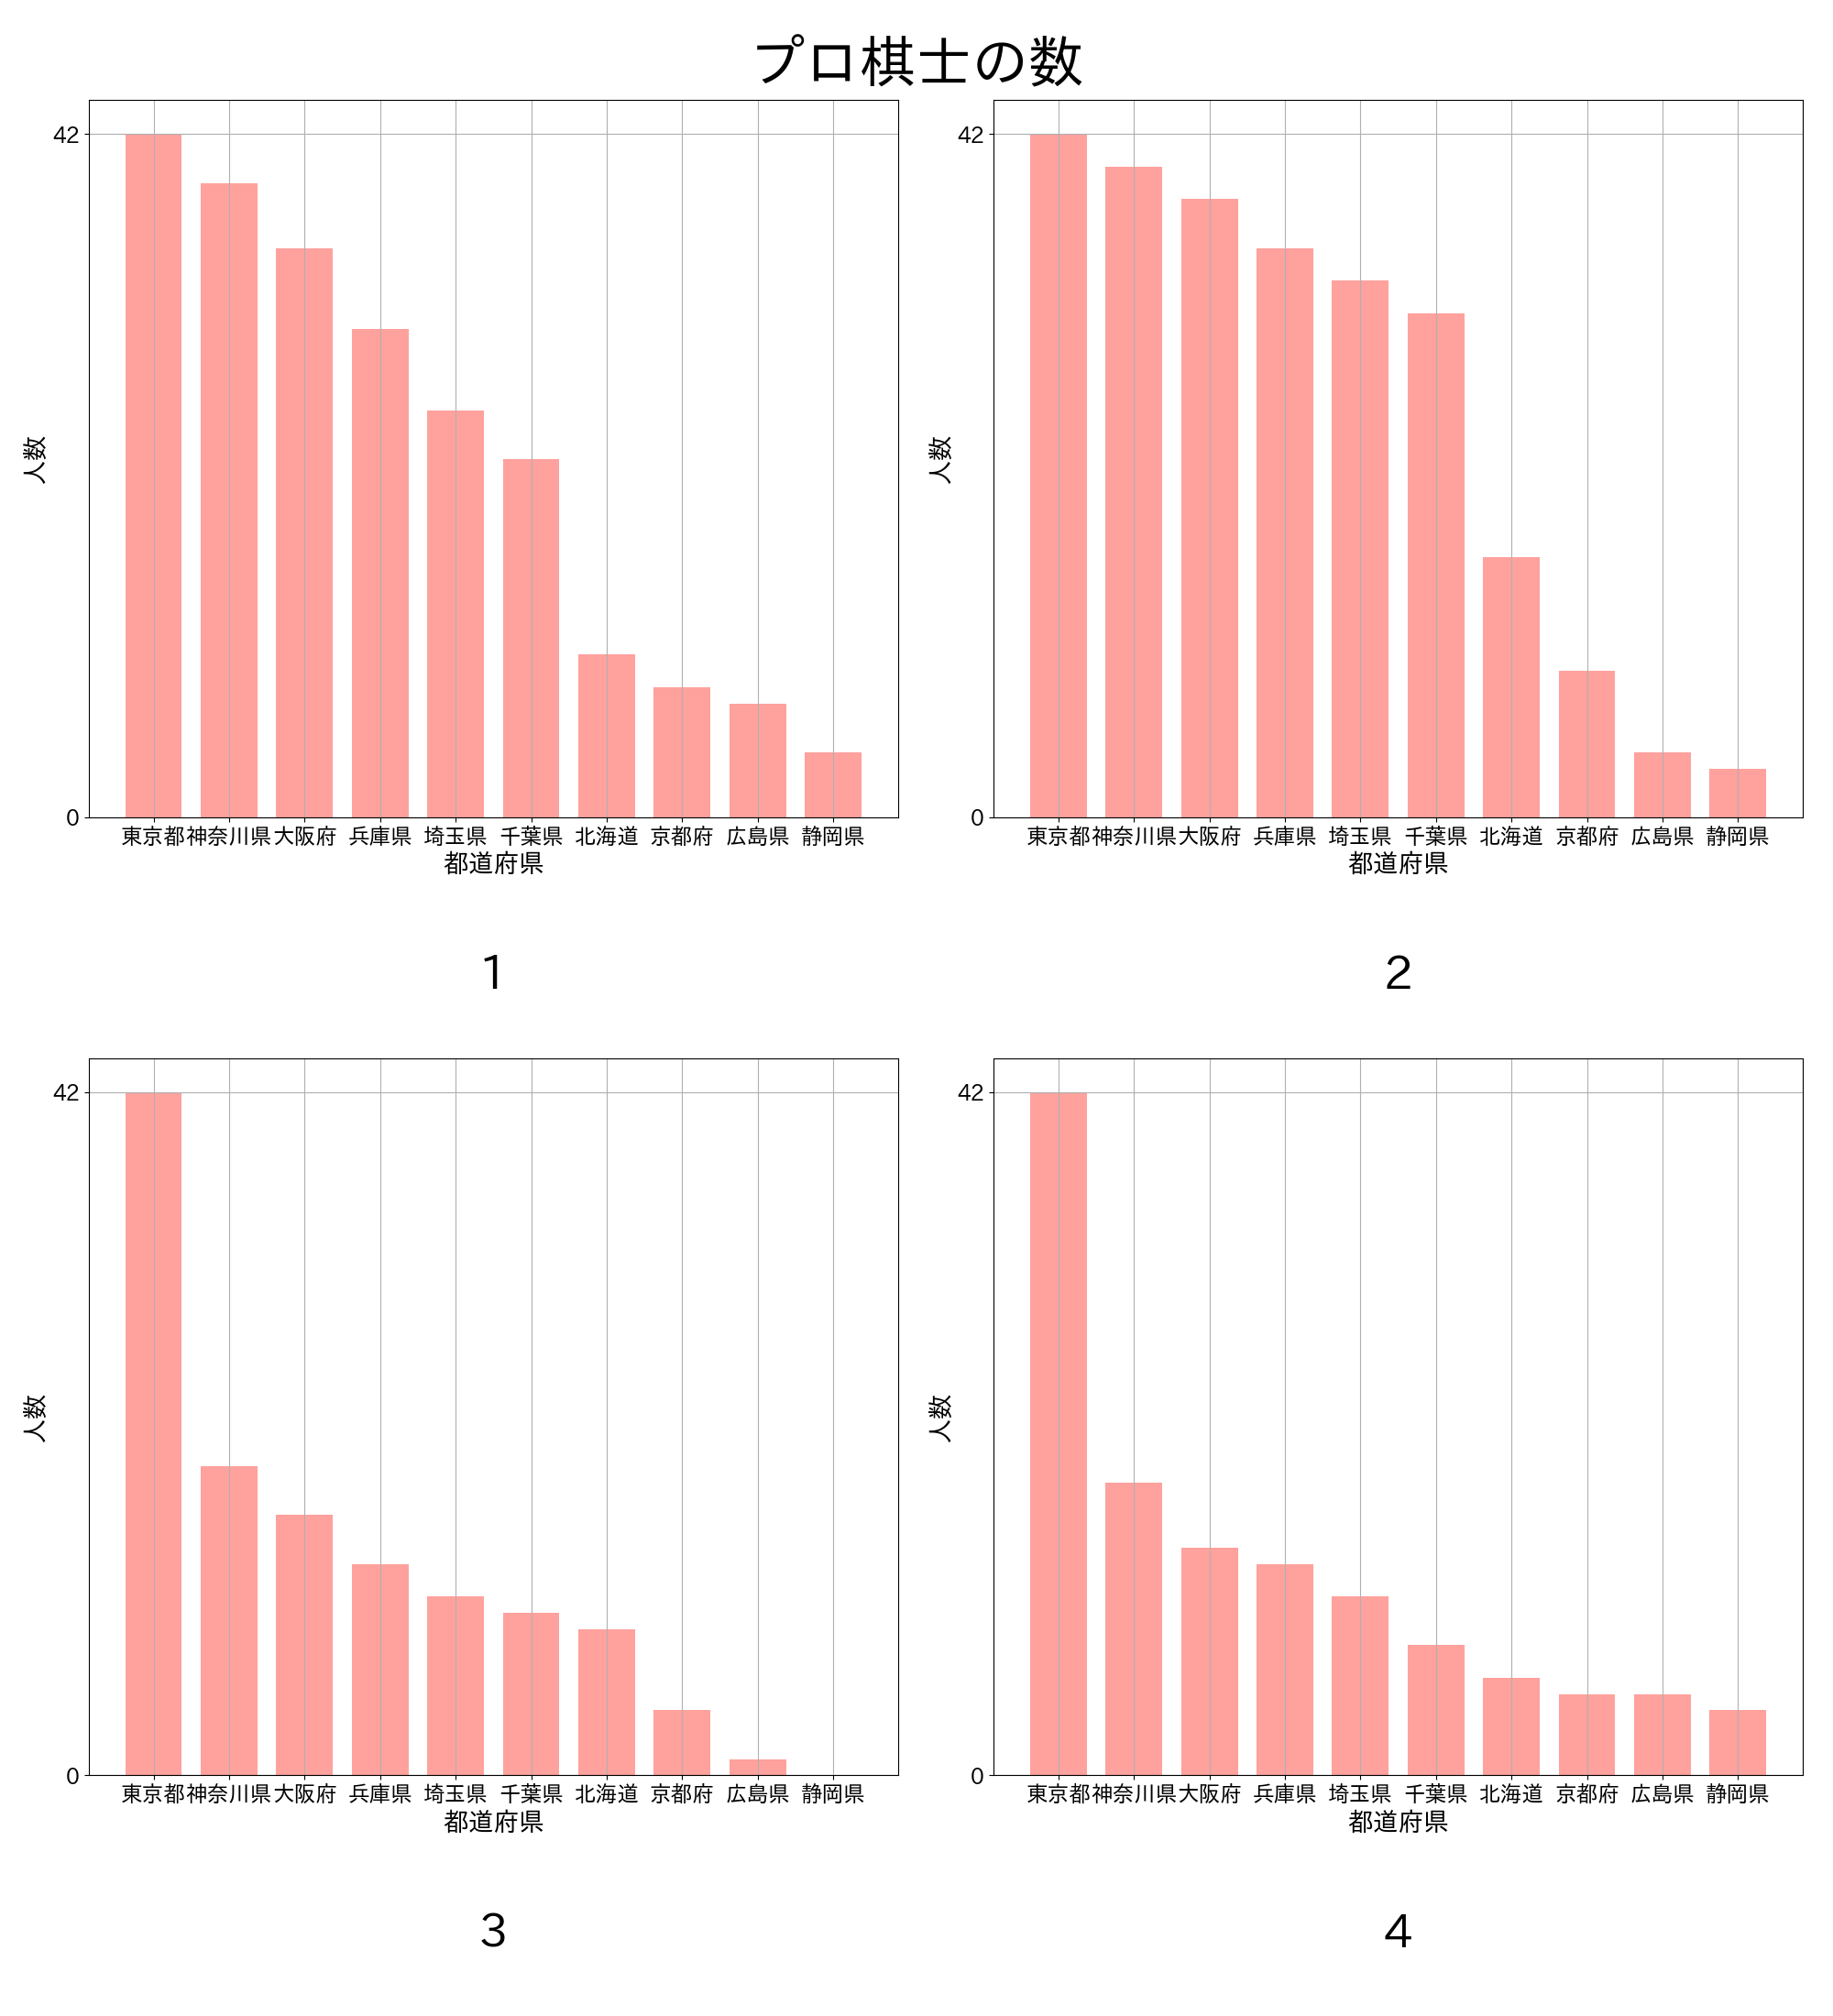 プロ棋士の数
42
人数
0
東京都 神奈川県 大阪府 兵庫県 埼玉県 千葉県 北海道 京都府 広島県 静岡県
都道府県
1
42
人数
0
東京都 神奈川県 大阪府 兵庫県 埼玉県 千葉県 北海道 京都府 広島県 静岡県
都道府県
2
42
人数
0
東京都 神奈川県 大阪府 兵庫県 埼玉県 千葉県 北海道 京都府 広島県 静岡県
都道府県
3
42
人数
0
東京都 神奈川県 大阪府 兵庫県 埼玉県 千葉県 北海道 京都府 広島県 静岡県
都道府県
4